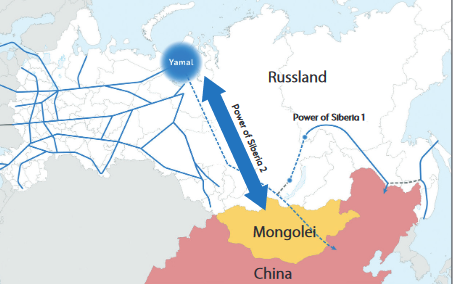 Yamal
Russland
Power of Siberia 1
Power of Siberia 2
Mongolei
China